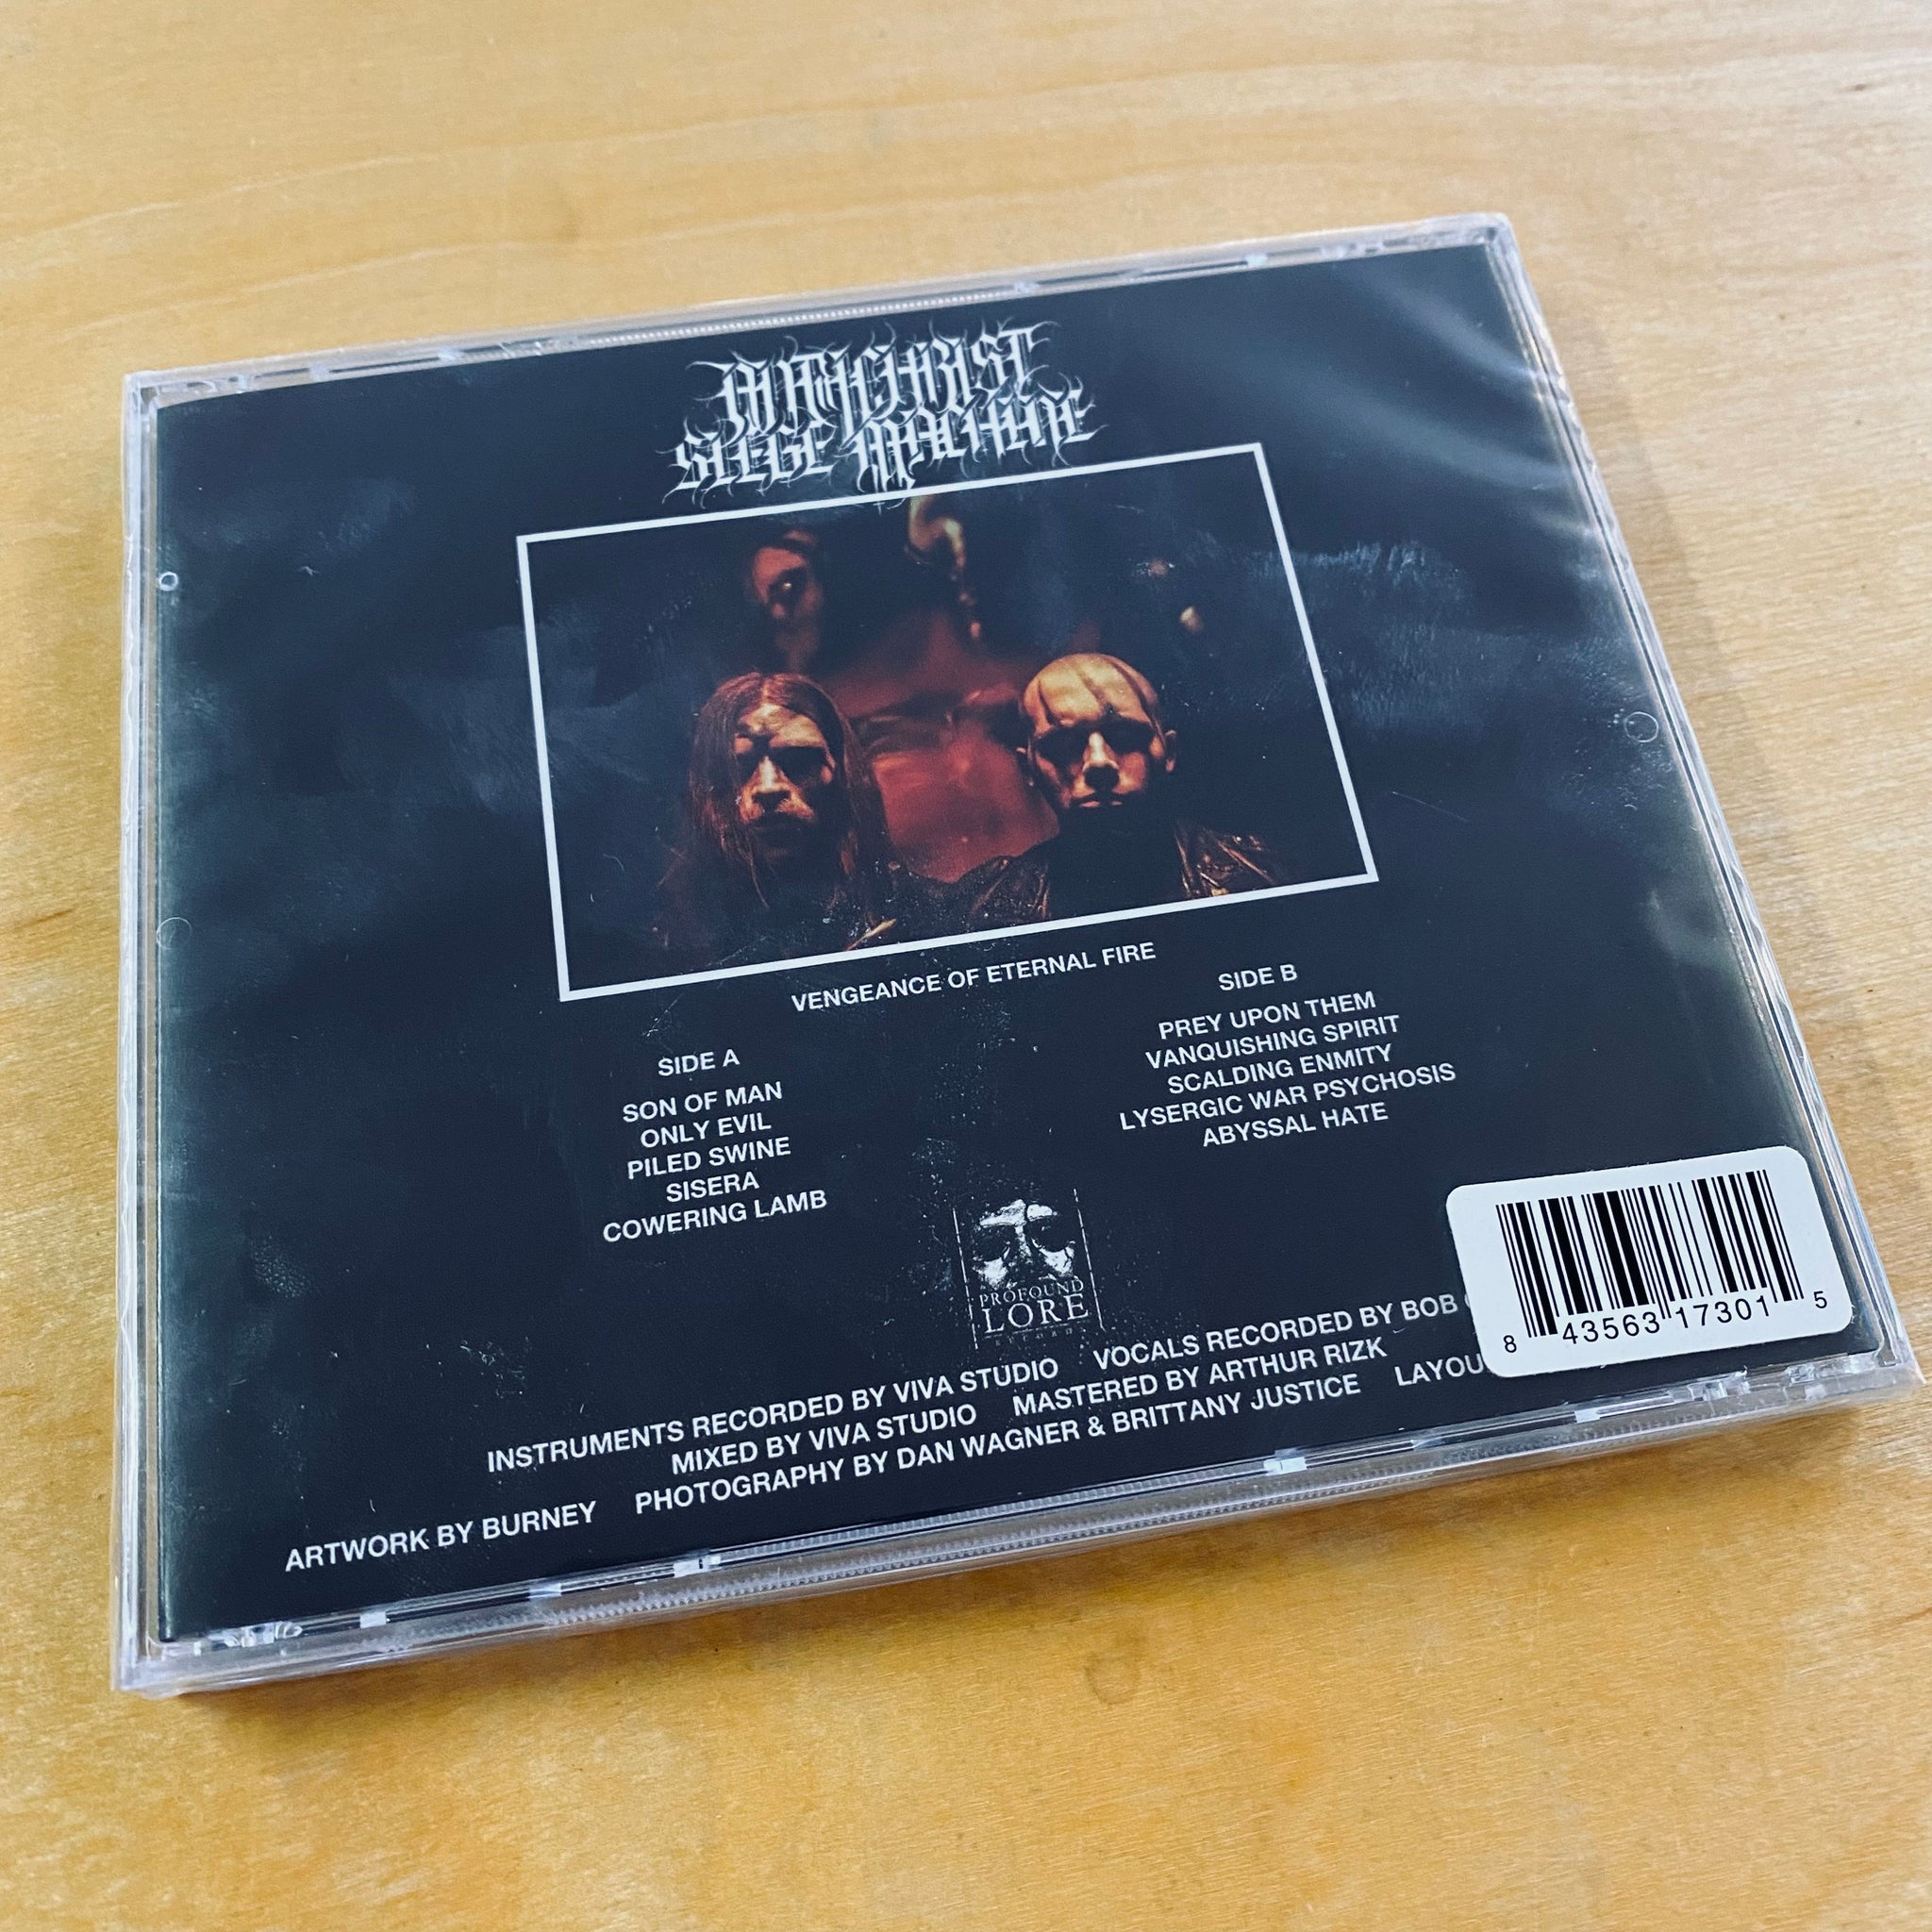 ANTICHRIST
SIEGE MACHINE
VENGEANCE OF ETERNAL FIRE
SIDE A
SON OF MAN
ONLY EVIL
PILED SWINE
SISERA
COWERING LAMB
SIDE B
PREY UPON THEM
VANQUISHING SPIRIT
SCALDING ENMITY
LYSERGIC WAR PSYCHOSIS
ABYSSAL HATE
PROFOUND
LORE
RECORDS
INSTRUMENTS RECORDED BY VIVA STUDIO VOCALS RECORDED BY BOB
MIXED BY VIVA STUDIO MASTERED BY ARTHUR RIZK
ARTWORK BY BURNEY PHOTOGRAPHY BY DAN WAGNER & BRITTANY JUSTICE
8 43563 17301 5